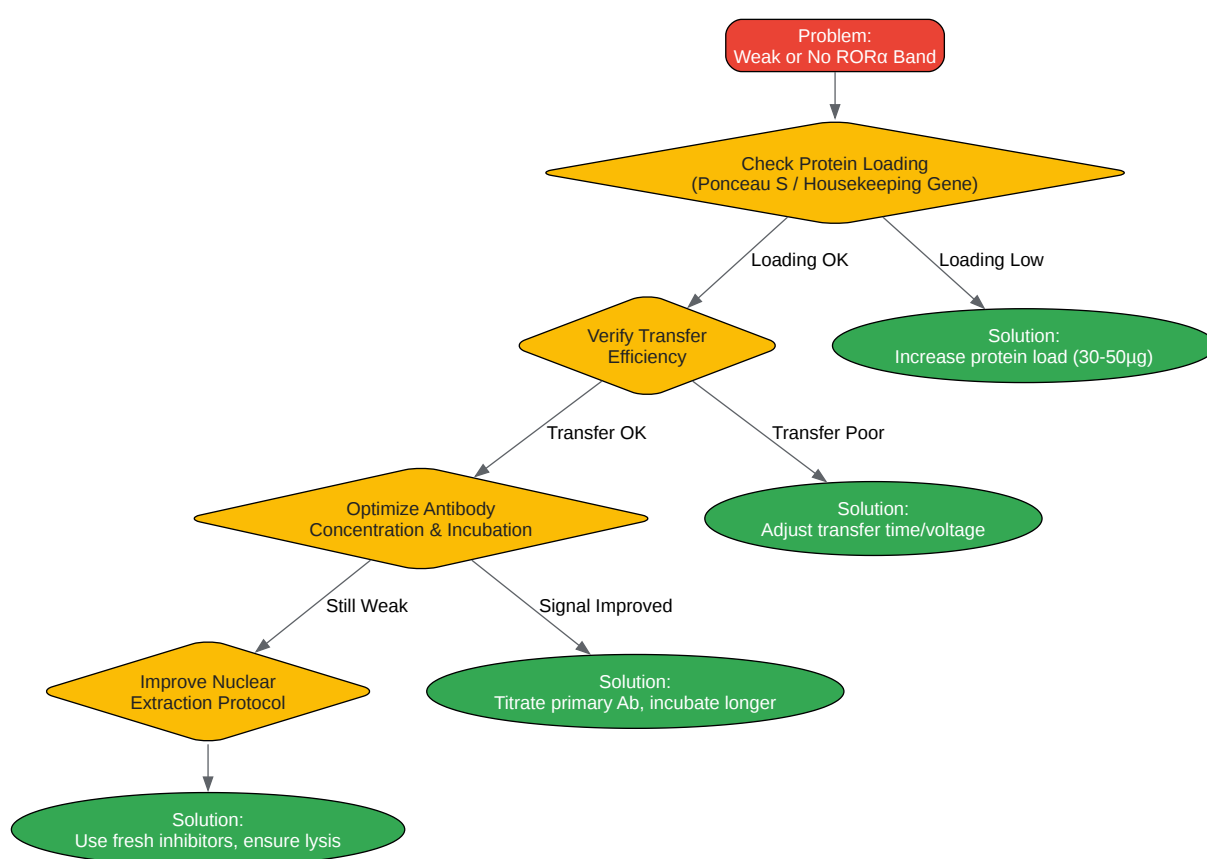 Problem:
Weak or No RORα Band
Check Protein Loading
(Ponceau S / Housekeeping Gene)
Loading OK
Loading Low
Verify Transfer
Efficiency
Solution:
Increase protein load (30-50µg)
Transfer OK
Transfer Poor
Optimize Antibody
Concentration & Incubation
Solution:
Adjust transfer time/voltage
Still Weak
Signal Improved
Improve Nuclear
Extraction Protocol
Solution:
Titrate primary Ab, incubate longer
Solution:
Use fresh inhibitors, ensure lysis